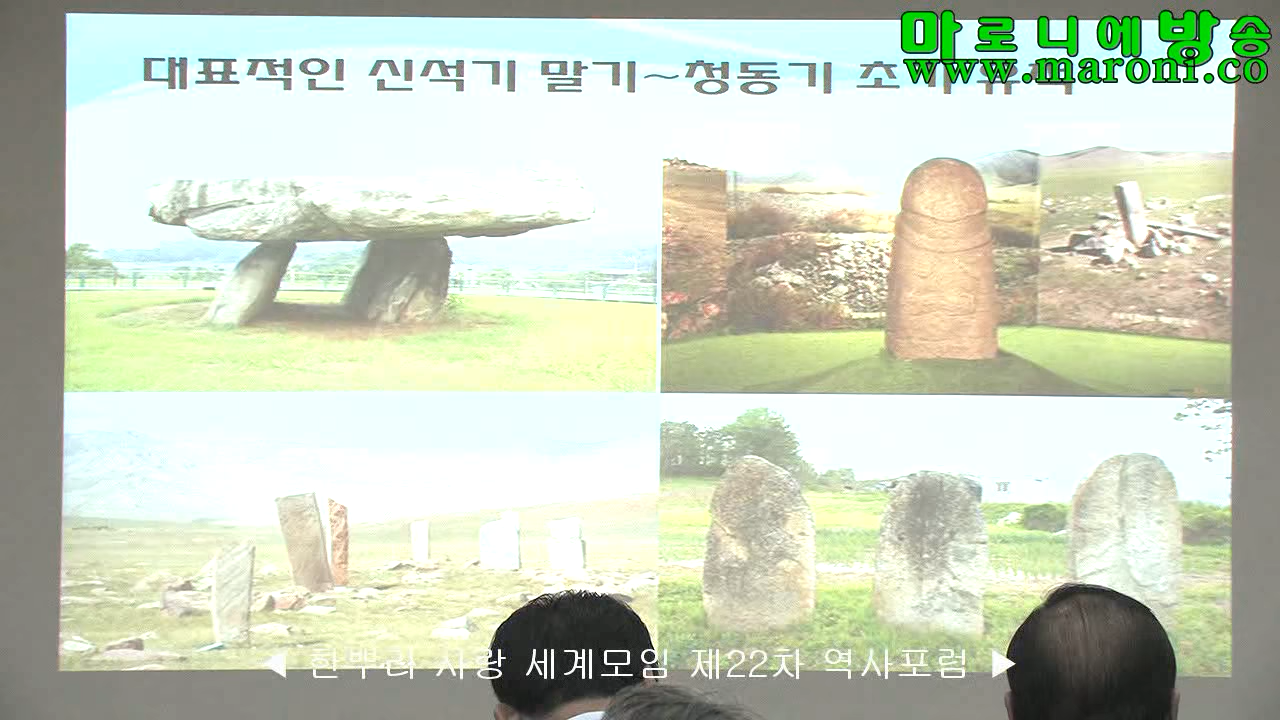 마로니에방송
www.maroni.co
대표적인 신석기 말기~청동기 초
◀ 한뿌리 사랑 세계모임 제22차 역사포럼 ▶